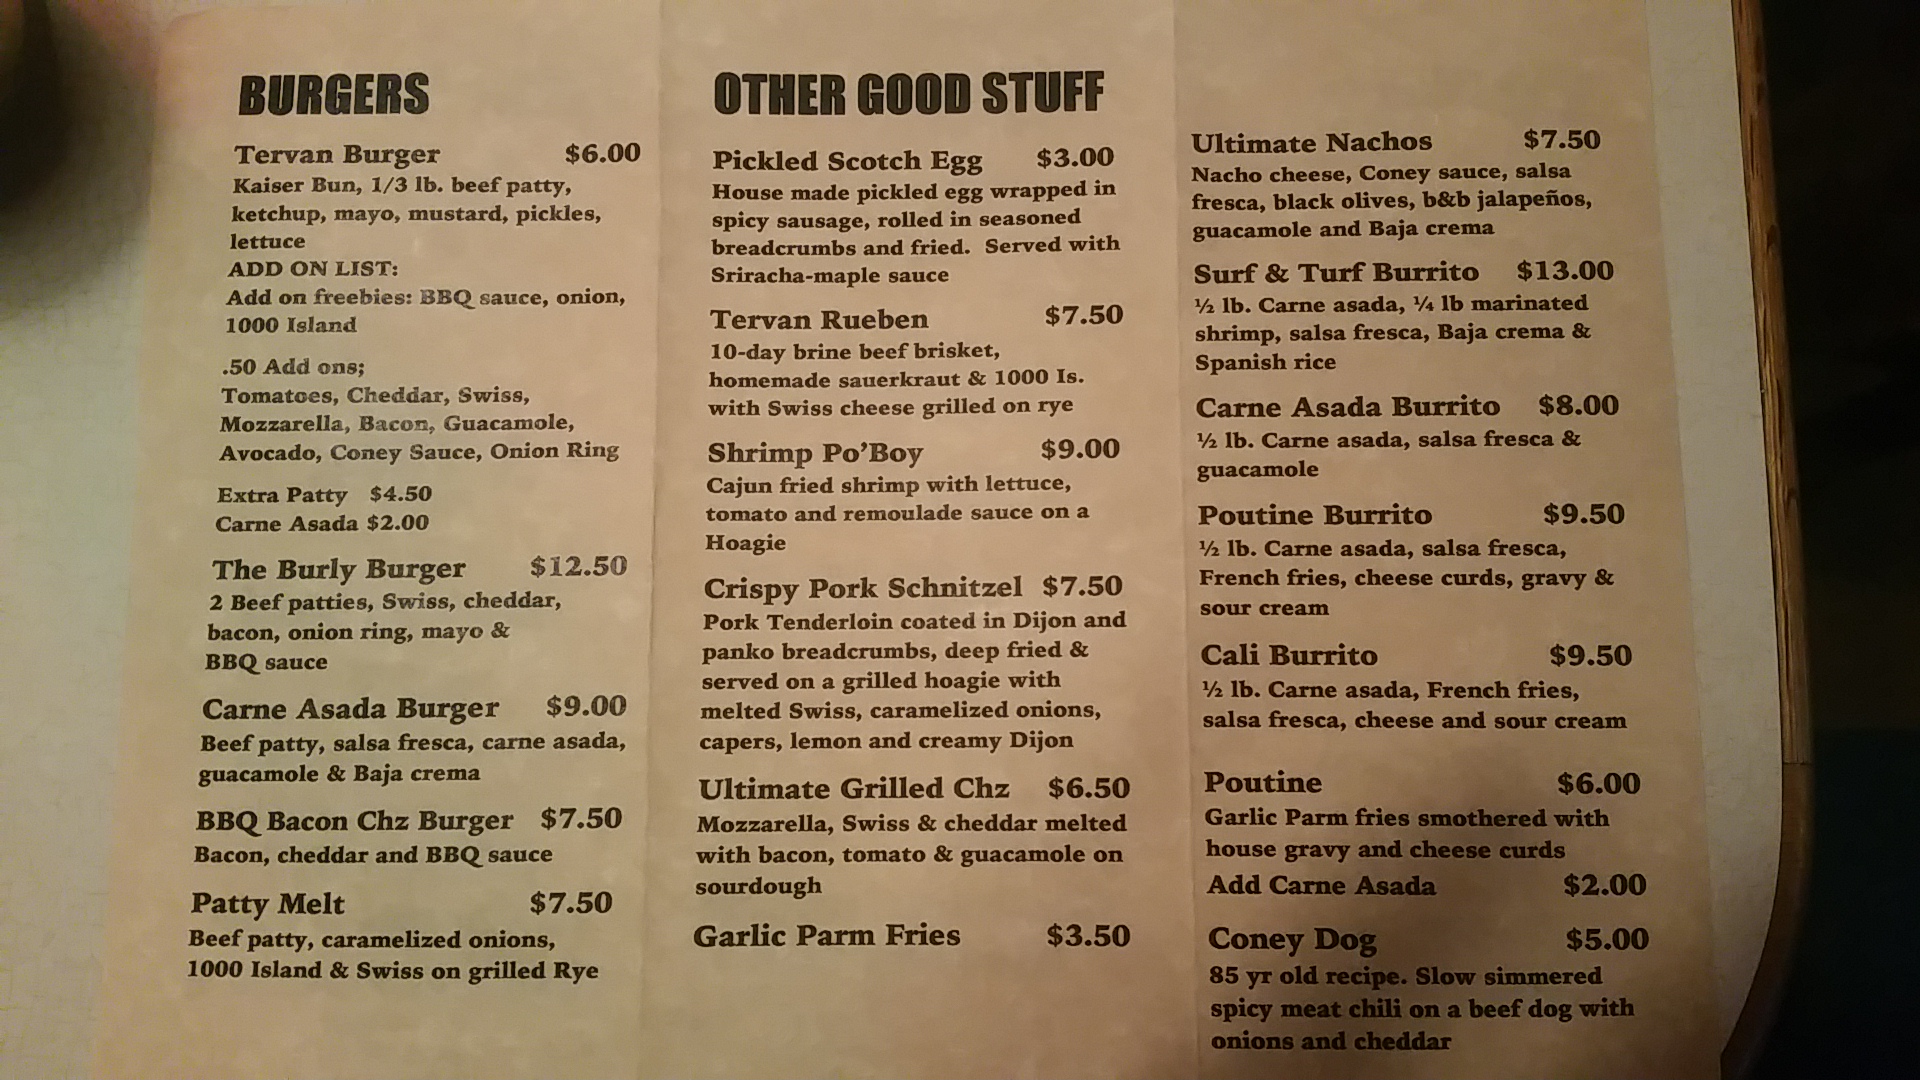 BURGERS
Tervan Burger $6.00
Kaiser Bun, 1/3 lb. beef patty,
ketchup, mayo, mustard, pickles,
lettuce
ADD ON LIST:
Add on freebies: BBQ sauce, onion,
1000 Island
.50 Add ons;
Tomatoes, Cheddar, Swiss,
Mozzarella, Bacon, Guacamole,
Avocado, Coney Sauce, Onion Ring
Extra Patty $4.50
Carne Asada $2.00
The Burly Burger $12.50
2 Beef patties, Swiss, cheddar,
bacon, onion ring, mayo &
BBQ sauce
Carne Asada Burger $9.00
Beef patty, salsa fresca, carne asada,
guacamole & Baja crema
BBQ Bacon Chz Burger $7.50
Bacon, cheddar and BBQ sauce
Patty Melt $7.50
Beef patty, caramelized onions,
1000 Island & Swiss on grilled Rye
OTHER GOOD STUFF
Pickled Scotch Egg $3.00
House made pickled egg wrapped in
spicy sausage, rolled in seasoned
breadcrumbs and fried. Served with
Sriracha-maple sauce
Tervan Rueben $7.50
10-day brine beef brisket,
homemade sauerkraut & 1000 Is.
with Swiss cheese grilled on rye
Shrimp Po'Boy $9.00
Cajun fried shrimp with lettuce,
tomato and remoulade sauce on a
Hoagie
Crispy Pork Schnitzel $7.50
Pork Tenderloin coated in Dijon and
panko breadcrumbs, deep fried &
served on a grilled hoagie with
melted Swiss, caramelized onions,
capers, lemon and creamy Dijon
Ultimate Grilled Chz $6.50
Mozzarella, Swiss & cheddar melted
with bacon, tomato & guacamole on
sourdough
Garlic Parm Fries $3.50
Ultimate Nachos $7.50
Nacho cheese, Coney sauce, salsa
fresca, black olives, b&b jalapeños,
guacamole and Baja crema
Surf & Turf Burrito $13.00
½ lb. Carne asada, ¼ lb marinated
shrimp, salsa fresca, Baja crema &
Spanish rice
Carne Asada Burrito $8.00
½ lb. Carne asada, salsa fresca &
guacamole
Poutine Burrito $9.50
½ lb. Carne asada, salsa fresca,
French fries, cheese curds, gravy &
sour cream
Cali Burrito $9.50
½ lb. Carne asada, French fries,
salsa fresca, cheese and sour cream
Poutine $6.00
Garlic Parm fries smothered with
house gravy and cheese curds
Add Carne Asada $2.00
Coney Dog $5.00
85 yr old recipe. Slow simmered
spicy meat chili on a beef dog with
onions and cheddar